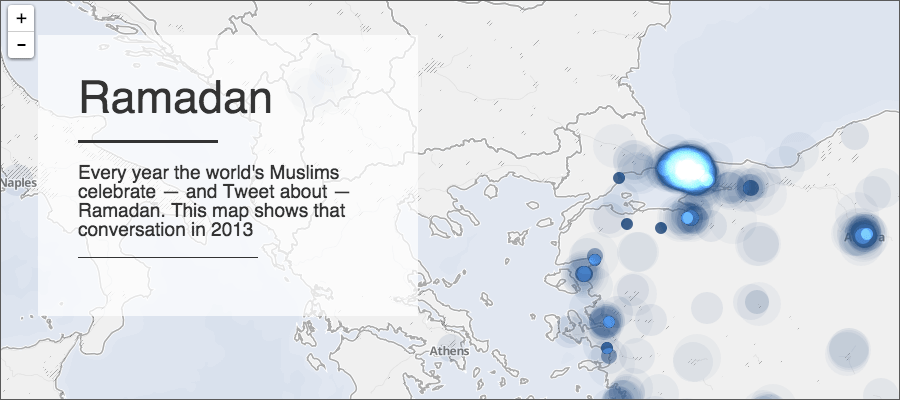 +
-
Ramadan
Every year the world's Muslims
celebrate — and Tweet about —
Ramadan. This map shows that
conversation in 2013
Naples
Athens